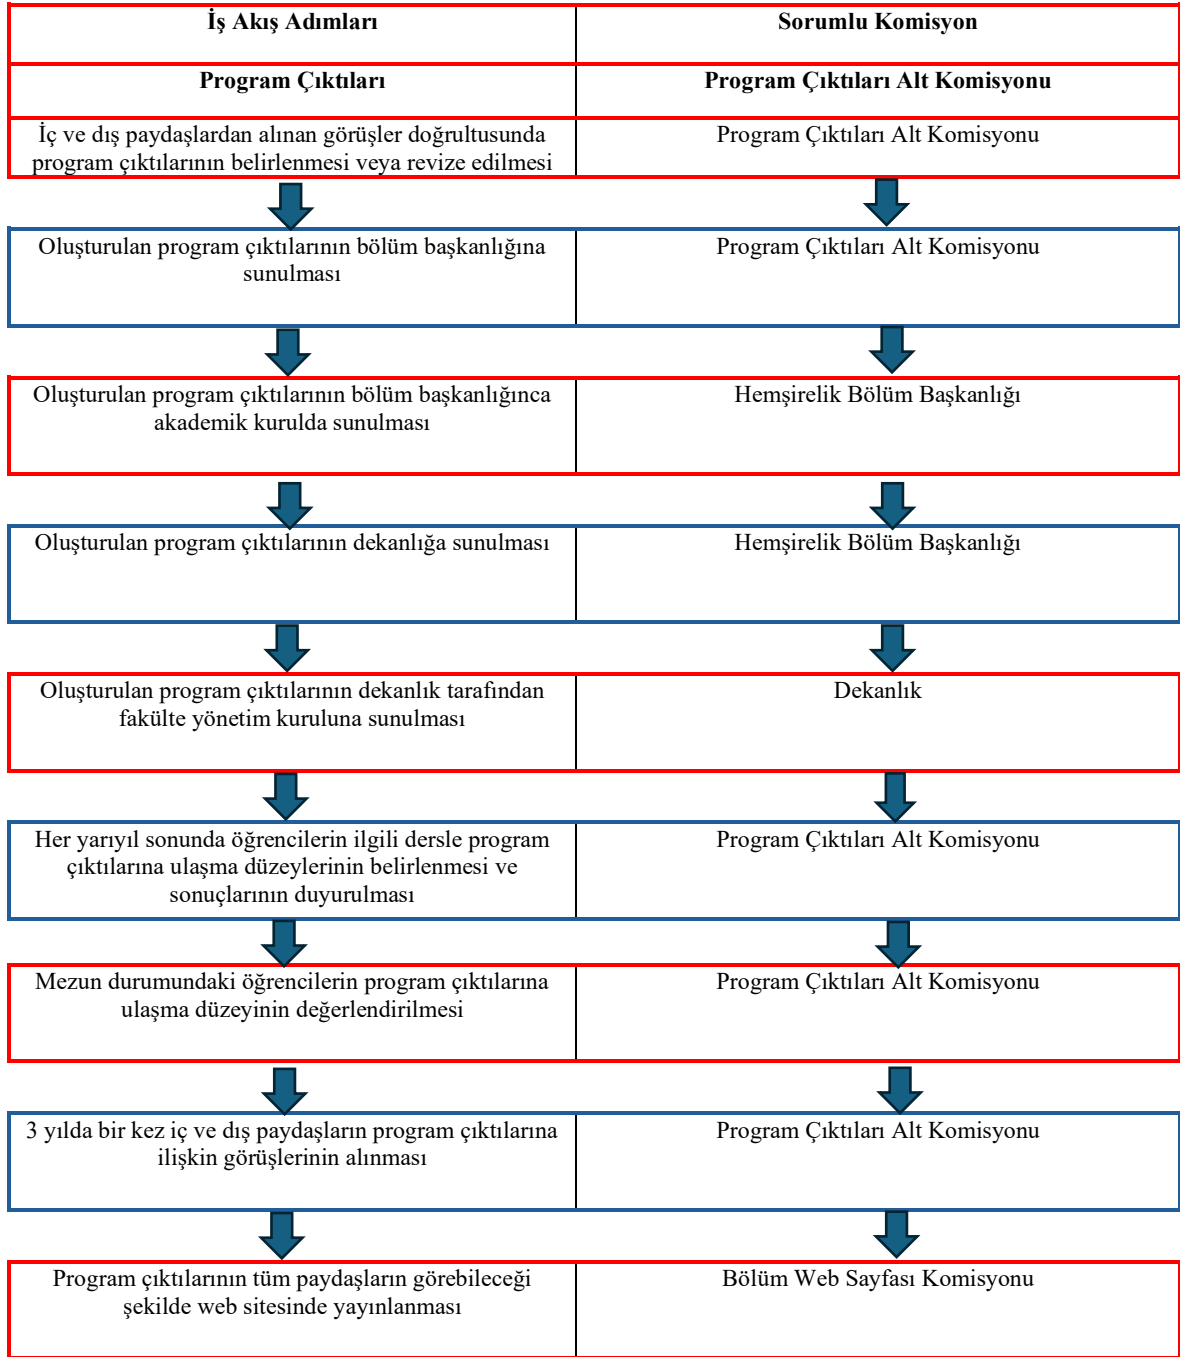 İş Akış Adımları
Sorumlu Komisyon
Program Çıktıları
Program Çıktıları Alt Komisyonu
İç ve dış paydaşlardan alınan görüşler doğrultusunda
program çıktılarının belirlenmesi veya revize edilmesi
Program Çıktıları Alt Komisyonu
Oluşturulan program çıktılarının bölüm başkanlığına
sunulması
Program Çıktıları Alt Komisyonu
Oluşturulan program çıktılarının bölüm başkanlığınca
akademik kurulda sunulması
Hemşirelik Bölüm Başkanlığı
Oluşturulan program çıktılarının dekanlığa sunulması
Hemşirelik Bölüm Başkanlığı
Oluşturulan program çıktılarının dekanlık tarafından
fakülte yönetim kuruluna sunulması
Dekanlık
Her yarıyıl sonunda öğrencilerin ilgili dersle program
çıktılarına ulaşma düzeylerinin belirlenmesi ve
sonuçlarının duyurulması
Program Çıktıları Alt Komisyonu
Mezun durumundaki öğrencilerin program çıktılarına
ulaşma düzeyinin değerlendirilmesi
Program Çıktıları Alt Komisyonu
3 yılda bir kez iç ve dış paydaşların program çıktılarına
ilişkin görüşlerinin alınması
Program Çıktıları Alt Komisyonu
Program çıktılarının tüm paydaşların görebileceği
şekilde web sitesinde yayınlanması
Bölüm Web Sayfası Komisyonu